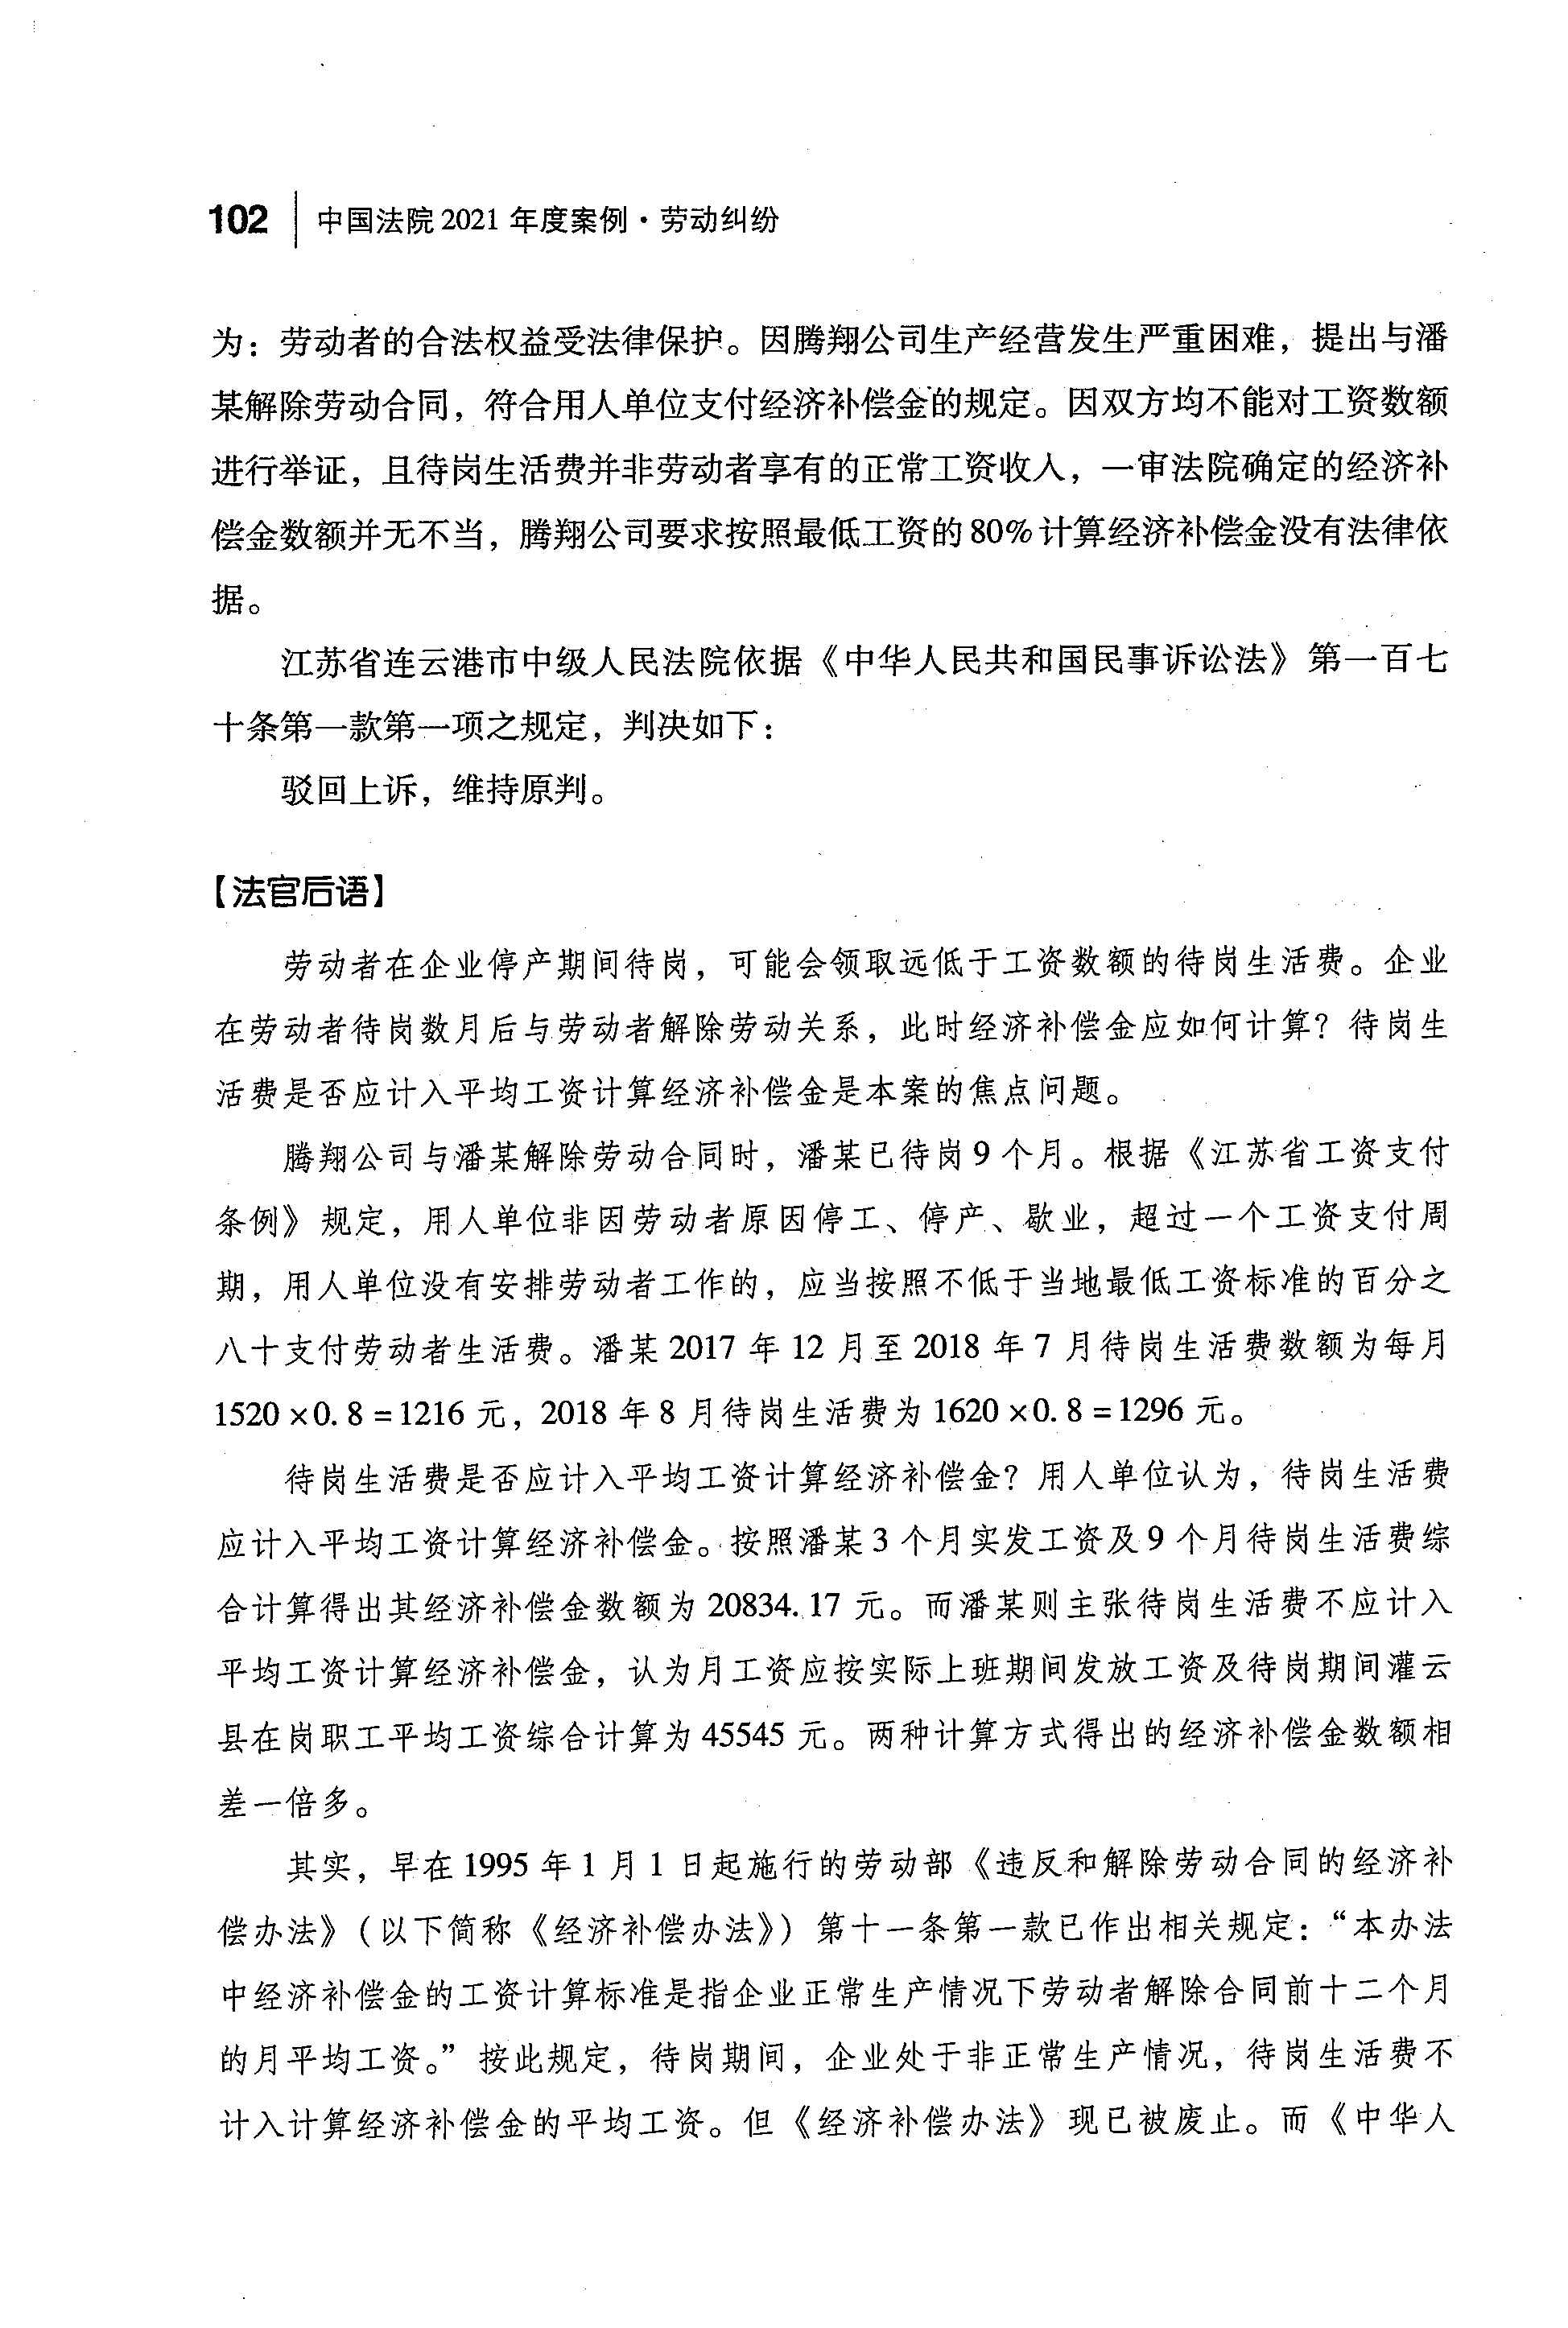 102 中国法院 2021 年度案例·劳动纠纷
为：劳动者的合法权益受法律保护。因腾翔公司生产经营发生严重困难，提出与潘
某解除劳动合同，符合用人单位支付经济补偿金的规定。因双方均不能对工资数额
进行举证，且待岗生活费并非劳动者享有的正常工资收入，一审法院确定的经济补
偿金数额并无不当，腾翔公司要求按照最低工资的 80% 计算经济补偿金没有法律依
据。
江苏省连云港市中级人民法院依据《中华人民共和国民事诉讼法》第一百七
十条第一款第一项之规定，判决如下：
驳回上诉，维持原判。
【法官后语】
劳动者在企业停产期间待岗，可能会领取远低于工资数额的待岗生活费。企业
在劳动者待岗数月后与劳动者解除劳动关系，此时经济补偿金应如何计算？待岗生
活费是否应计入平均工资计算经济补偿金是本案的焦点问题。
腾翔公司与潘某解除劳动合同时，潘某已待岗 9 个月。根据《江苏省工资支付
条例》规定，用人单位非因劳动者原因停工、停产、歇业，超过一个工资支付周
期，用人单位没有安排劳动者工作的，应当按照不低于当地最低工资标准的百分之
八十支付劳动者生活费。潘某 2017 年 12 月至 2018 年 7 月待岗生活费数额为每月
1520×0.8=1216 元，2018 年 8 月待岗生活费为 1620×0.8=1296 元。
待岗生活费是否应计入平均工资计算经济补偿金？用人单位认为，待岗生活费
应计入平均工资计算经济补偿金。按照潘某 3 个月实发工资及 9 个月待岗生活费综
合计算得出其经济补偿金数额为 20834.17 元。而潘某则主张待岗生活费不应计入
平均工资计算经济补偿金，认为月工资应按实际上班期间发放工资及待岗期间灌云
县在岗职工平均工资综合计算为 45545 元。两种计算方式得出的经济补偿金数额相
差一倍多。
其实，早在 1995 年 1 月 1 日起施行的劳动部《违反和解除劳动合同的经济补
偿办法》（以下简称《经济补偿办法》）第十一条第一款已作出相关规定：“本办法
中经济补偿金的工资计算标准是指企业正常生产情况下劳动者解除合同前十二个月
的月平均工资。”按此规定，待岗期间，企业处于非正常生产情况，待岗生活费不
计入计算经济补偿金的平均工资。但《经济补偿办法》现已被废止。而《中华人